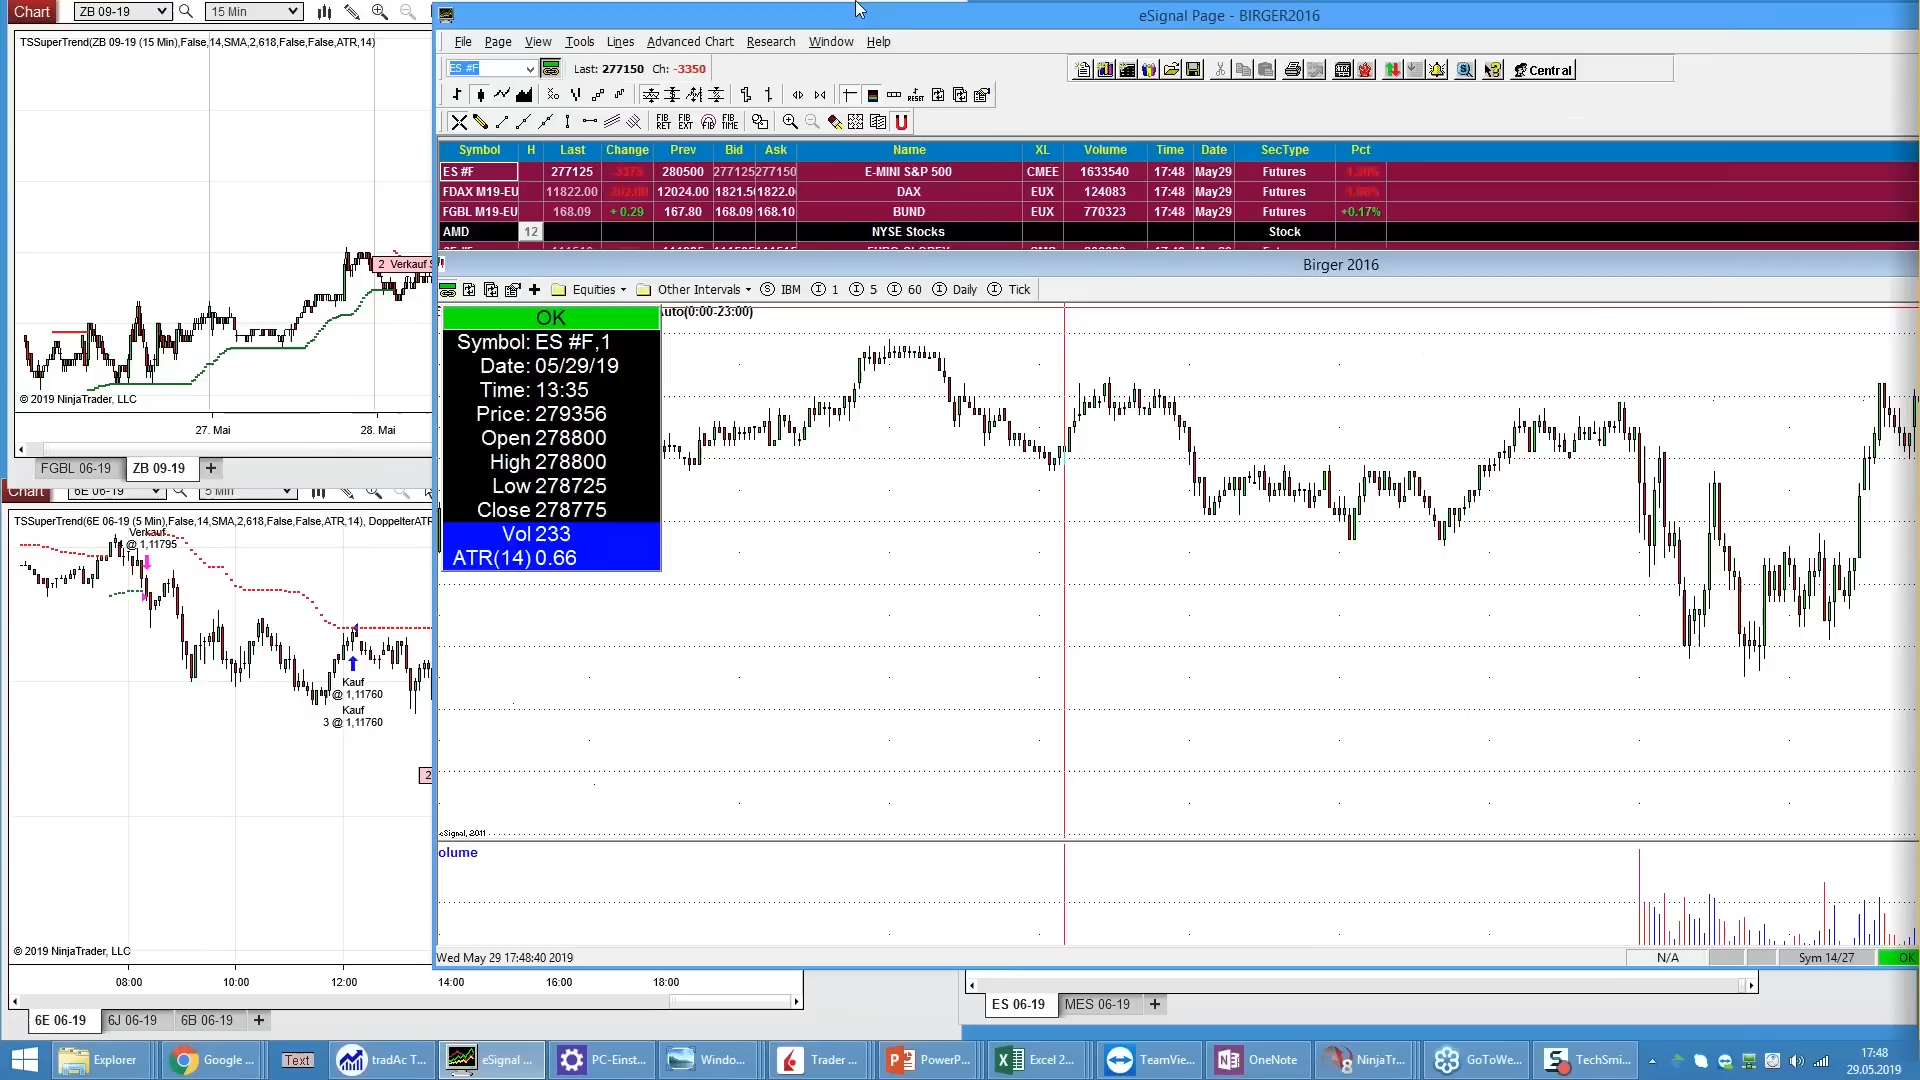 Chart
ZB 09-19
15 Min
TSSuperTrend(ZB 09-19 (15 Min),False,14,SMA,2,618,False,False,ATR,14)
2 Verkauf
© 2019 NinjaTrader, LLC
27. Mai
28. Mai
FGBL 06-19
ZB 09-19
+
Chart
6E 06-19
5 Min
TSSuperTrend(6E 06-19 (5 Min),False,14,SMA,2,618,False,False,ATR,14), DoppelterATR
Verkauf
@ 1,11795
Kauf
@ 1,11760
Kauf
3 @ 1,11760
2
© 2019 NinjaTrader, LLC
08:00
10:00
12:00
14:00
16:00
18:00
6E 06-19
6J 06-19
6B 06-19
+
eSignal Page - BIRGER2016
File Page View Tools Lines Advanced Chart Research Window Help
ES #F
Last: 277150 Ch: -3350
Central
RESET
FIB RET
FIB EXT
FIB
FIB TIME
Symbol H Last Change Prev Bid Ask Name XL Volume Time Date SecType Pct
ES #F 277125 280500 277125 277150 E-MINI S&P 500 CMEE 1633540 17:48 May29 Futures
FDAX M19-EU 11822.00 12024.00 1821.5 1822.0 DAX EUX 124083 17:48 May29 Futures
FGBL M19-EU 168.09 + 0.29 167.80 168.09 168.10 BUND EUX 770323 17:48 May29 Futures +0.17%
AMD 12 NYSE Stocks Stock
Birger 2016
Equities Other Intervals S IBM I 1 I 5 I 60 I Daily I Tick
Auto(0:00-23:00)
OK
Symbol: ES #F,1
Date: 05/29/19
Time: 13:35
Price: 279356
Open 278800
High 278800
Low 278725
Close 278775
Vol 233
ATR(14) 0.66
eSignal, 2011
olume
Wed May 29 17:48:40 2019
N/A
Sym 14/27
OK
ES 06-19
MES 06-19
+
Explorer
Google ...
Text
tradAc T...
eSignal ...
PC-Einst...
Windo...
Trader ...
PowerP...
Excel 2...
TeamVie...
OneNote
NinjaTr...
GoToWe...
TechSmi...
17:48
29.05.2019